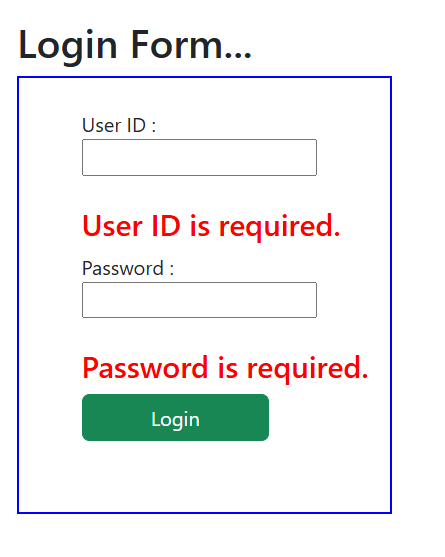 Login Form...
User ID :
User ID is required.
Password :
Password is required.
Login